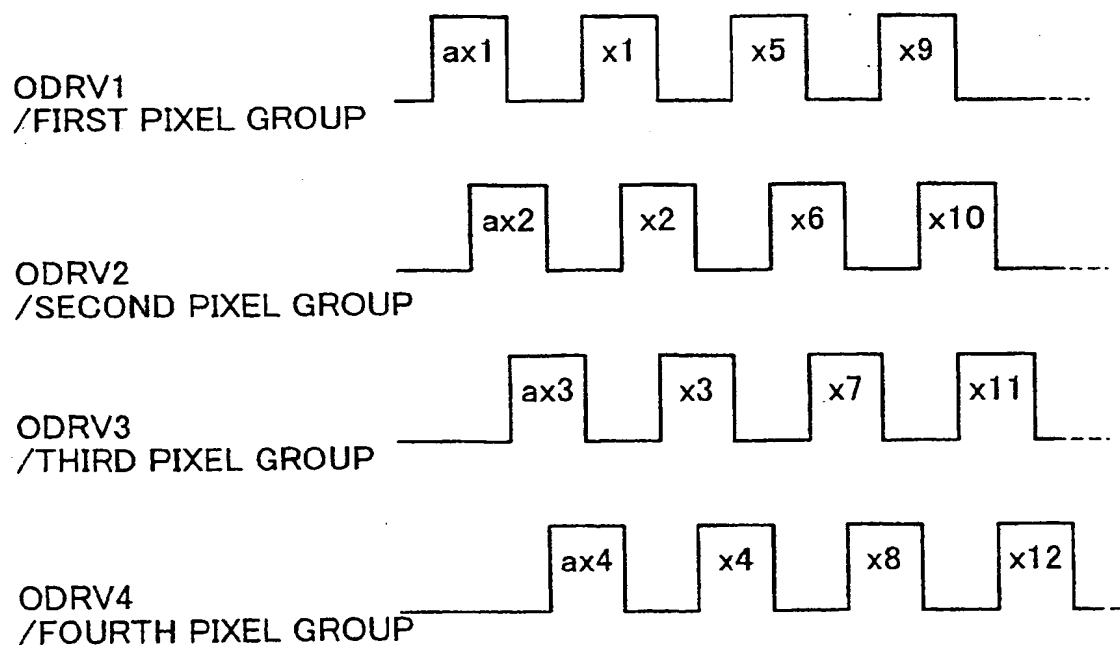 ax1 x1 x5 x9
ODRV1
/FIRST PIXEL GROUP
ax2 x2 x6 x10
ODRV2
/SECOND PIXEL GROUP
ax3 x3 x7 x11
ODRV3
/THIRD PIXEL GROUP
ax4 x4 x8 x12
ODRV4
/FOURTH PIXEL GROUP